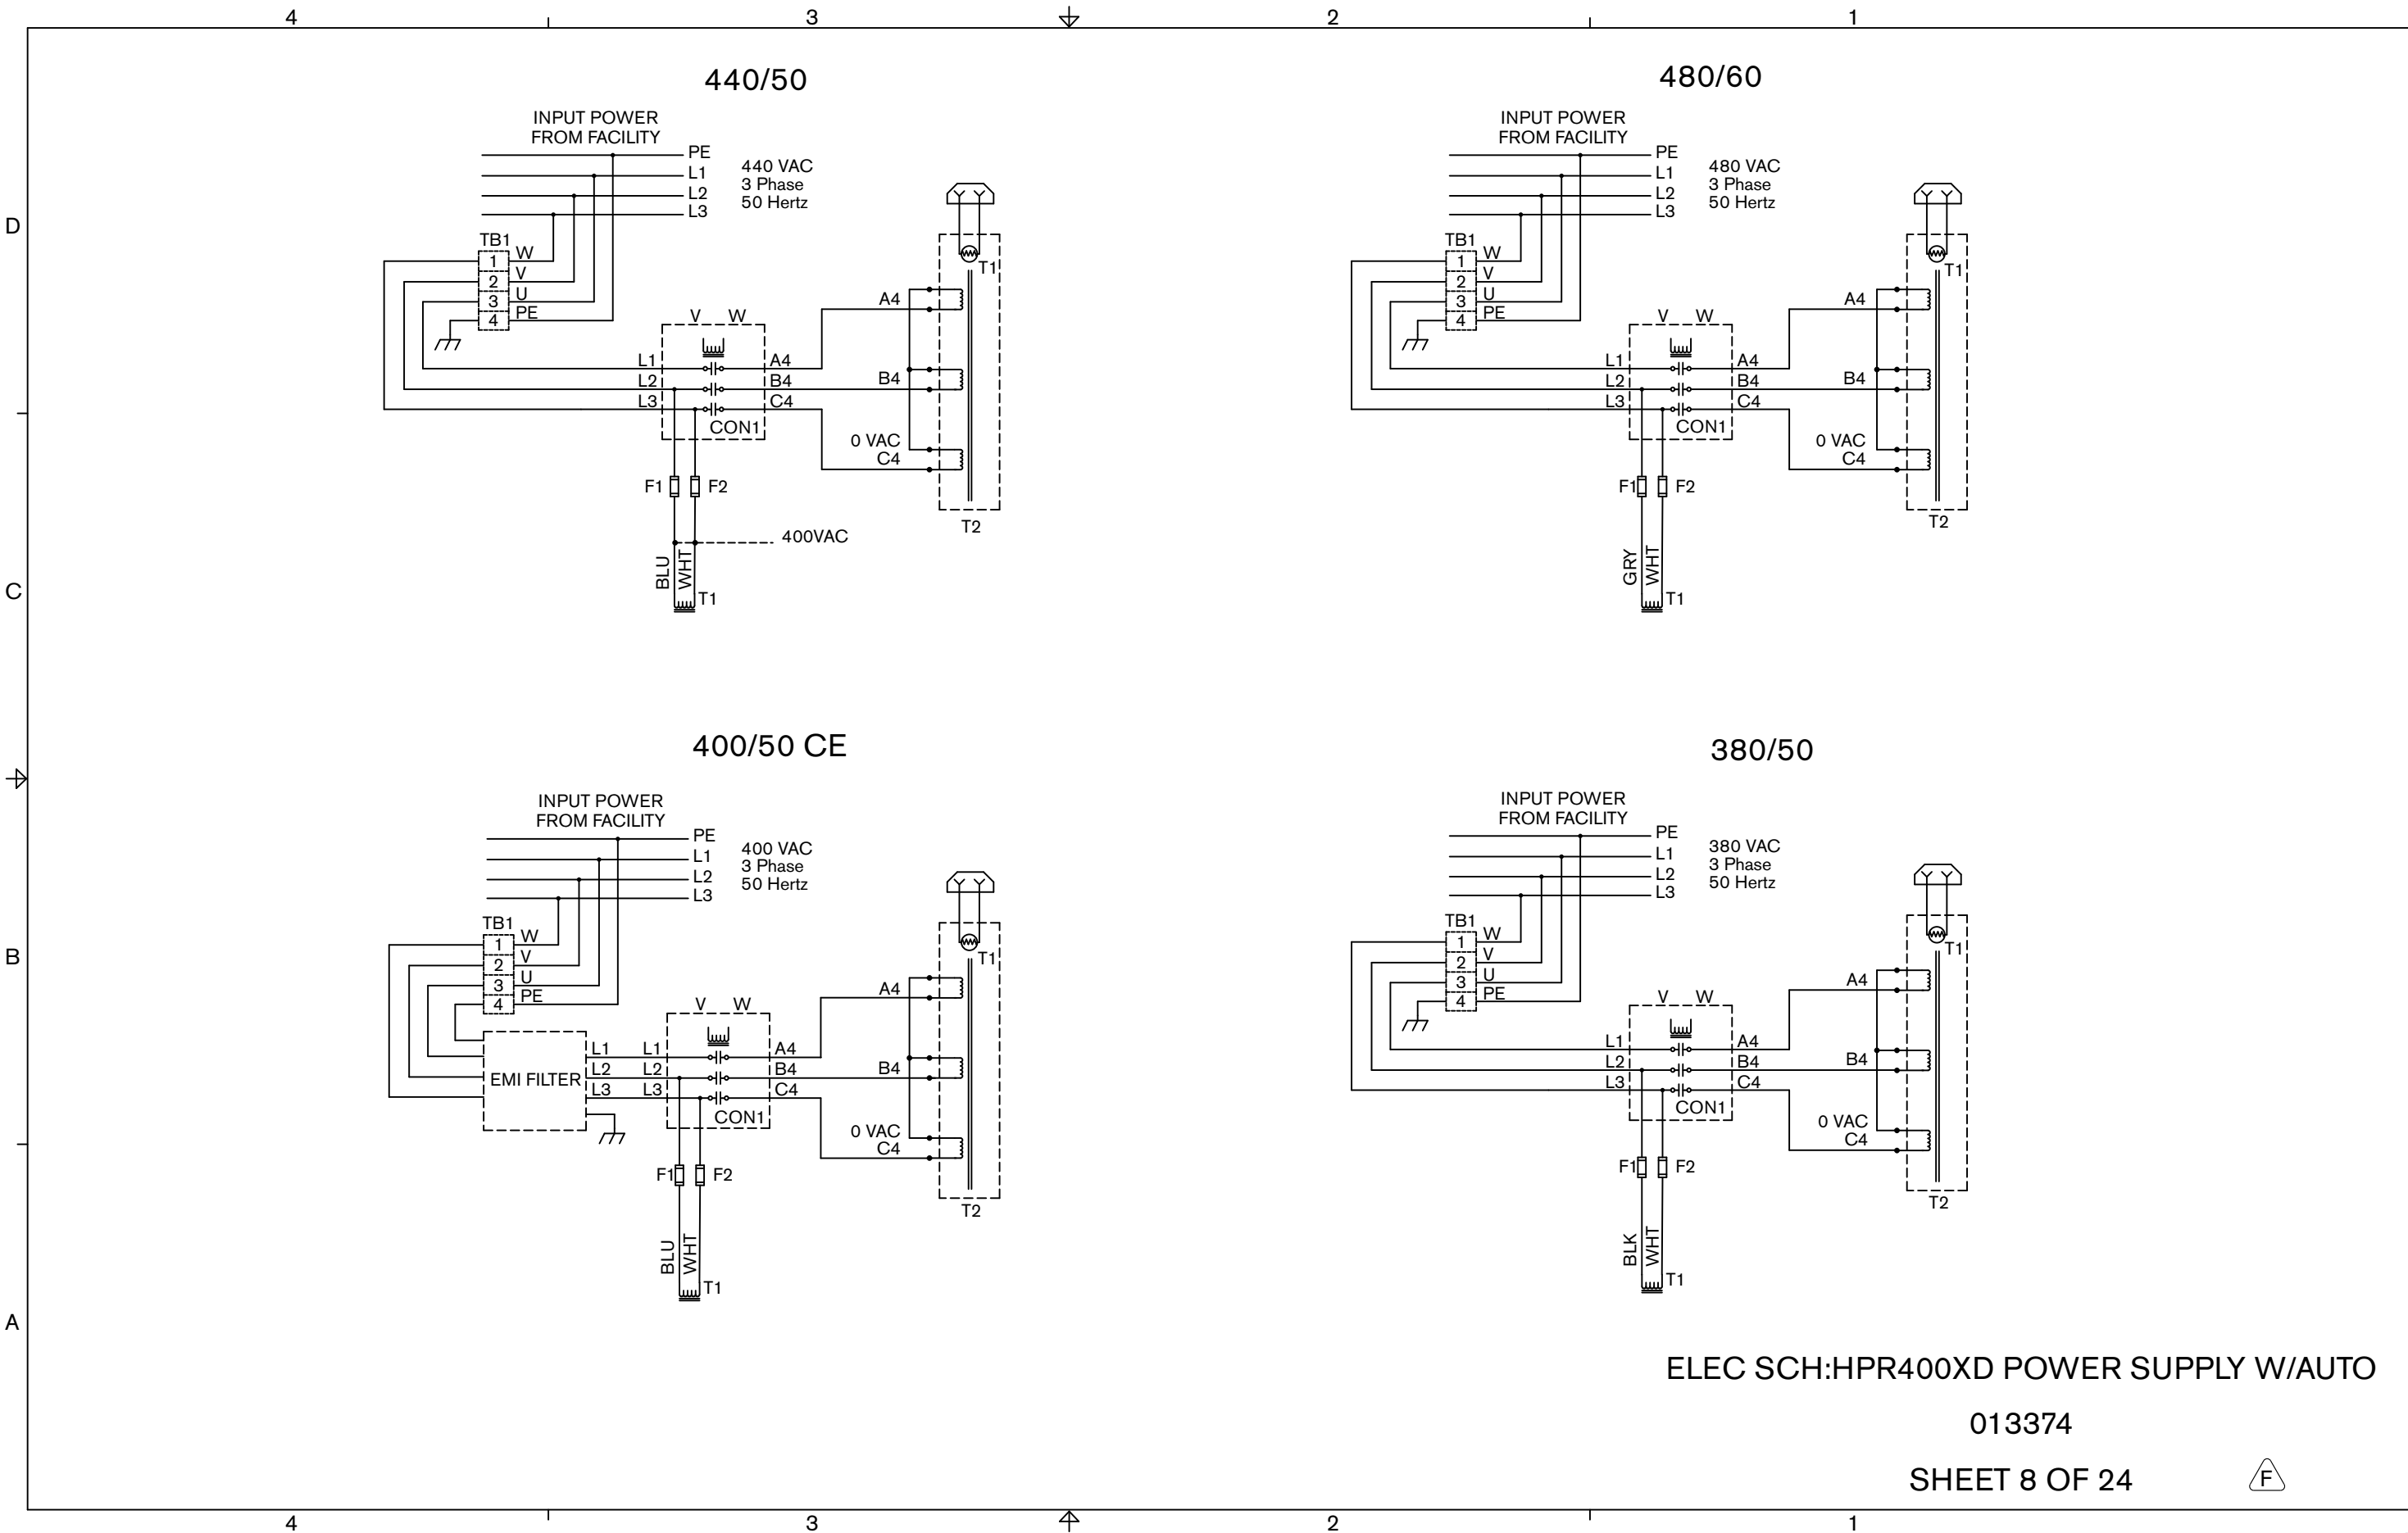 4 3 2 1
440/50
INPUT POWER
FROM FACILITY
PE
L1
L2
L3
440 VAC
3 Phase
50 Hertz
TB1
1 W
2 V
3 U
4 PE
V W
L1 A4
L2 B4
L3 C4
CON1
F1 F2
400VAC
BLU
WHT
T1
A4
B4
0 VAC
C4
T1
T2
480/60
INPUT POWER
FROM FACILITY
PE
L1
L2
L3
480 VAC
3 Phase
50 Hertz
TB1
1 W
2 V
3 U
4 PE
V W
L1 A4
L2 B4
L3 C4
CON1
F1 F2
GRY
WHT
T1
A4
B4
0 VAC
C4
T1
T2
D
C
B
A
400/50 CE
INPUT POWER
FROM FACILITY
PE
L1
L2
L3
400 VAC
3 Phase
50 Hertz
TB1
1 W
2 V
3 U
4 PE
EMI FILTER
V W
L1 L1 A4
L2 L2 B4
L3 L3 C4
CON1
F1 F2
BLU
WHT
T1
A4
B4
0 VAC
C4
T1
T2
380/50
INPUT POWER
FROM FACILITY
PE
L1
L2
L3
380 VAC
3 Phase
50 Hertz
TB1
1 W
2 V
3 U
4 PE
V W
L1 A4
L2 B4
L3 C4
CON1
F1 F2
BLK
WHT
T1
A4
B4
0 VAC
C4
T1
T2
ELEC SCH:HPR400XD POWER SUPPLY W/AUTO
013374
SHEET 8 OF 24
F
4 3 2 1